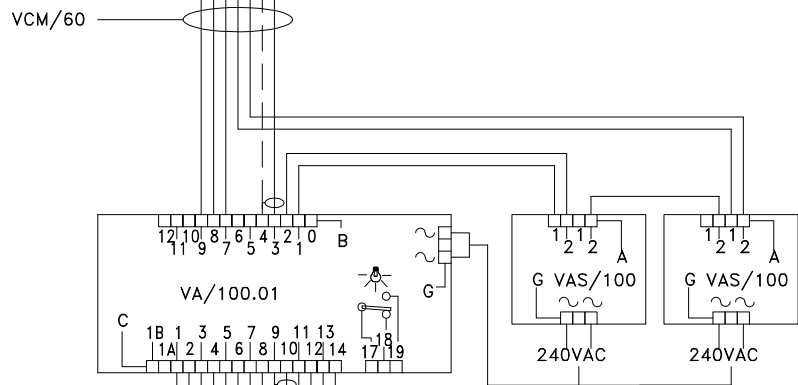 VCM/60
12 10 8 6 4 2 0
11 9 7 5 3 1
B
1 1
2 2
A
1 1
2 2
A
G
G VAS/100
G VAS/100
VA/100.01
C
1B 1 3 5 7 9 11 13
1A 2 4 6 8 10 12 14
18
17 19
240VAC
240VAC